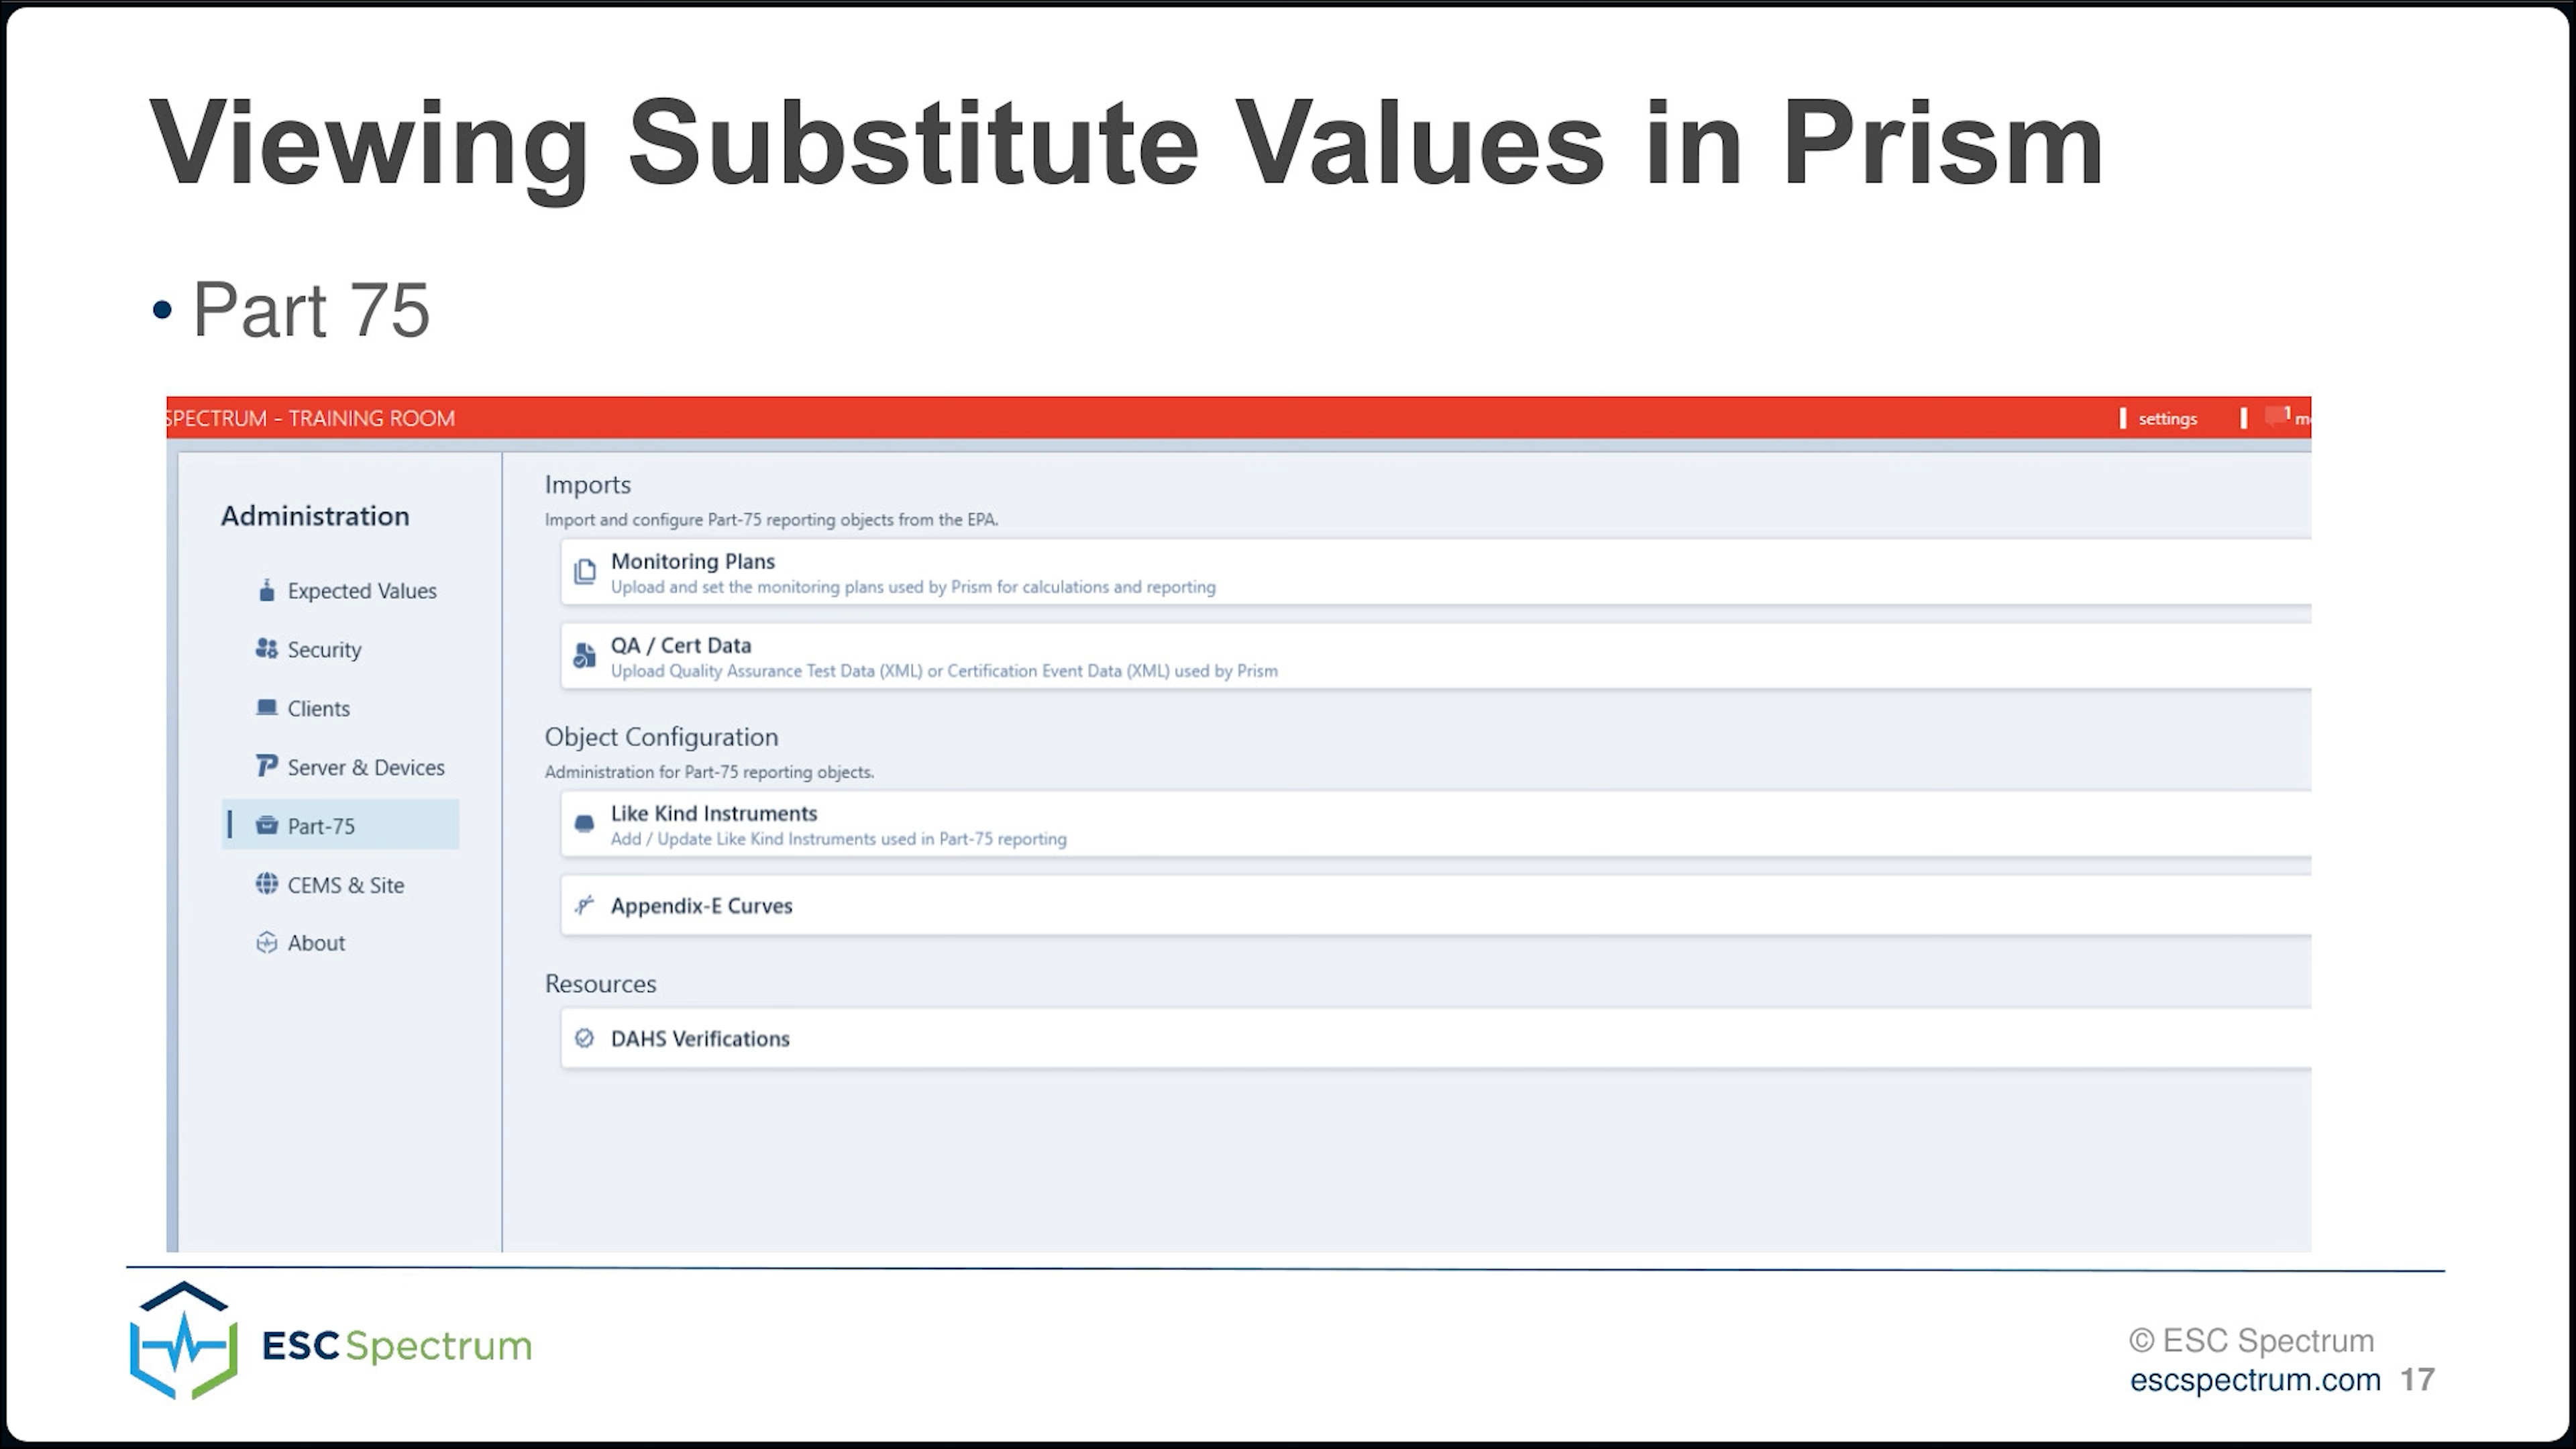 Viewing Substitute Values in Prism
• Part 75
SPECTRUM - TRAINING ROOM
settings
1
Administration
Expected Values
Security
Clients
Server & Devices
Part-75
CEMS & Site
About
Imports
Import and configure Part-75 reporting objects from the EPA.
Monitoring Plans
Upload and set the monitoring plans used by Prism for calculations and reporting
QA / Cert Data
Upload Quality Assurance Test Data (XML) or Certification Event Data (XML) used by Prism
Object Configuration
Administration for Part-75 reporting objects.
Like Kind Instruments
Add / Update Like Kind Instruments used in Part-75 reporting
Appendix-E Curves
Resources
DAHS Verifications
ESC Spectrum
© ESC Spectrum
escspectrum.com 17